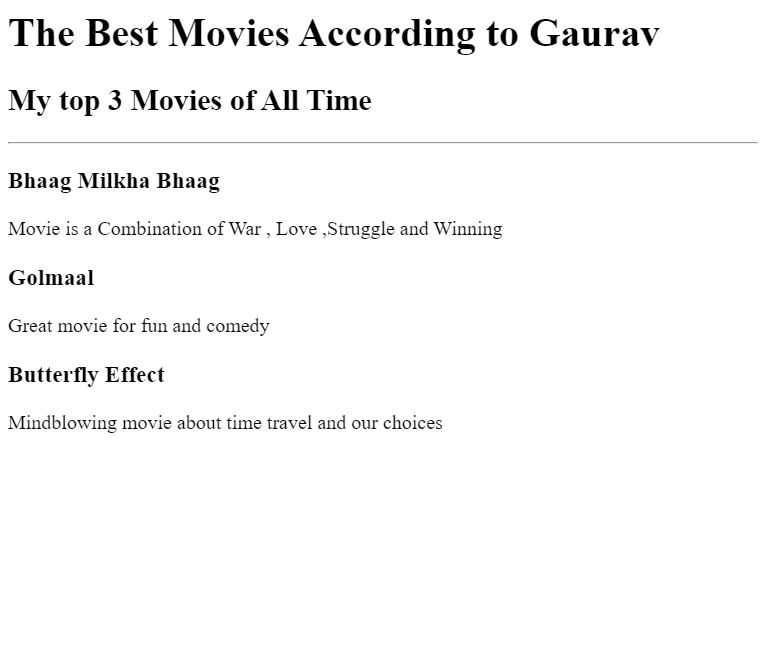 The Best Movies According to Gaurav
My top 3 Movies of All Time
Bhaag Milkha Bhaag
Movie is a Combination of War , Love ,Struggle and Winning
Golmaal
Great movie for fun and comedy
Butterfly Effect
Mindblowing movie about time travel and our choices